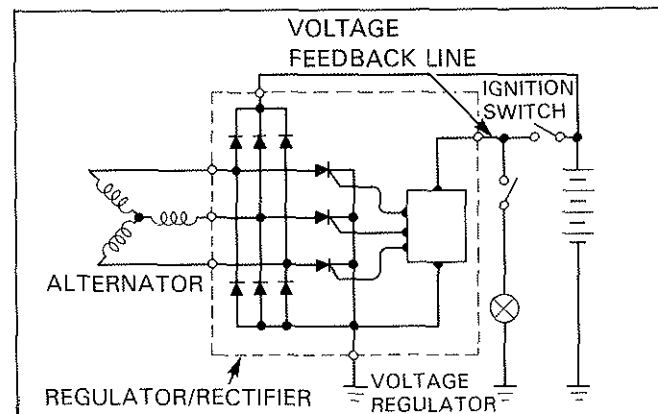 VOLTAGE
FEEDBACK LINE
IGNITION
SWITCH
ALTERNATOR
REGULATOR/RECTIFIER
VOLTAGE
REGULATOR